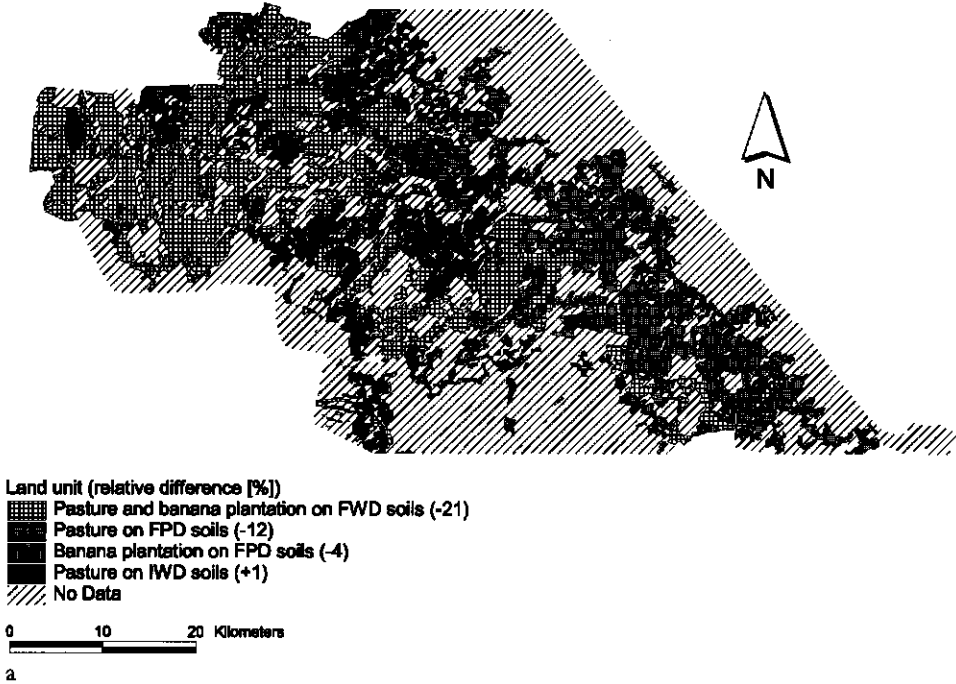 N
Land unit (relative difference [%])
Pasture and banana plantation on FWD soils (-21)
Pasture on FPD soils (-12)
Banana plantation on FPD soils (-4)
Pasture on IWD soils (+1)
No Data
0 10 20 Kilometers
a